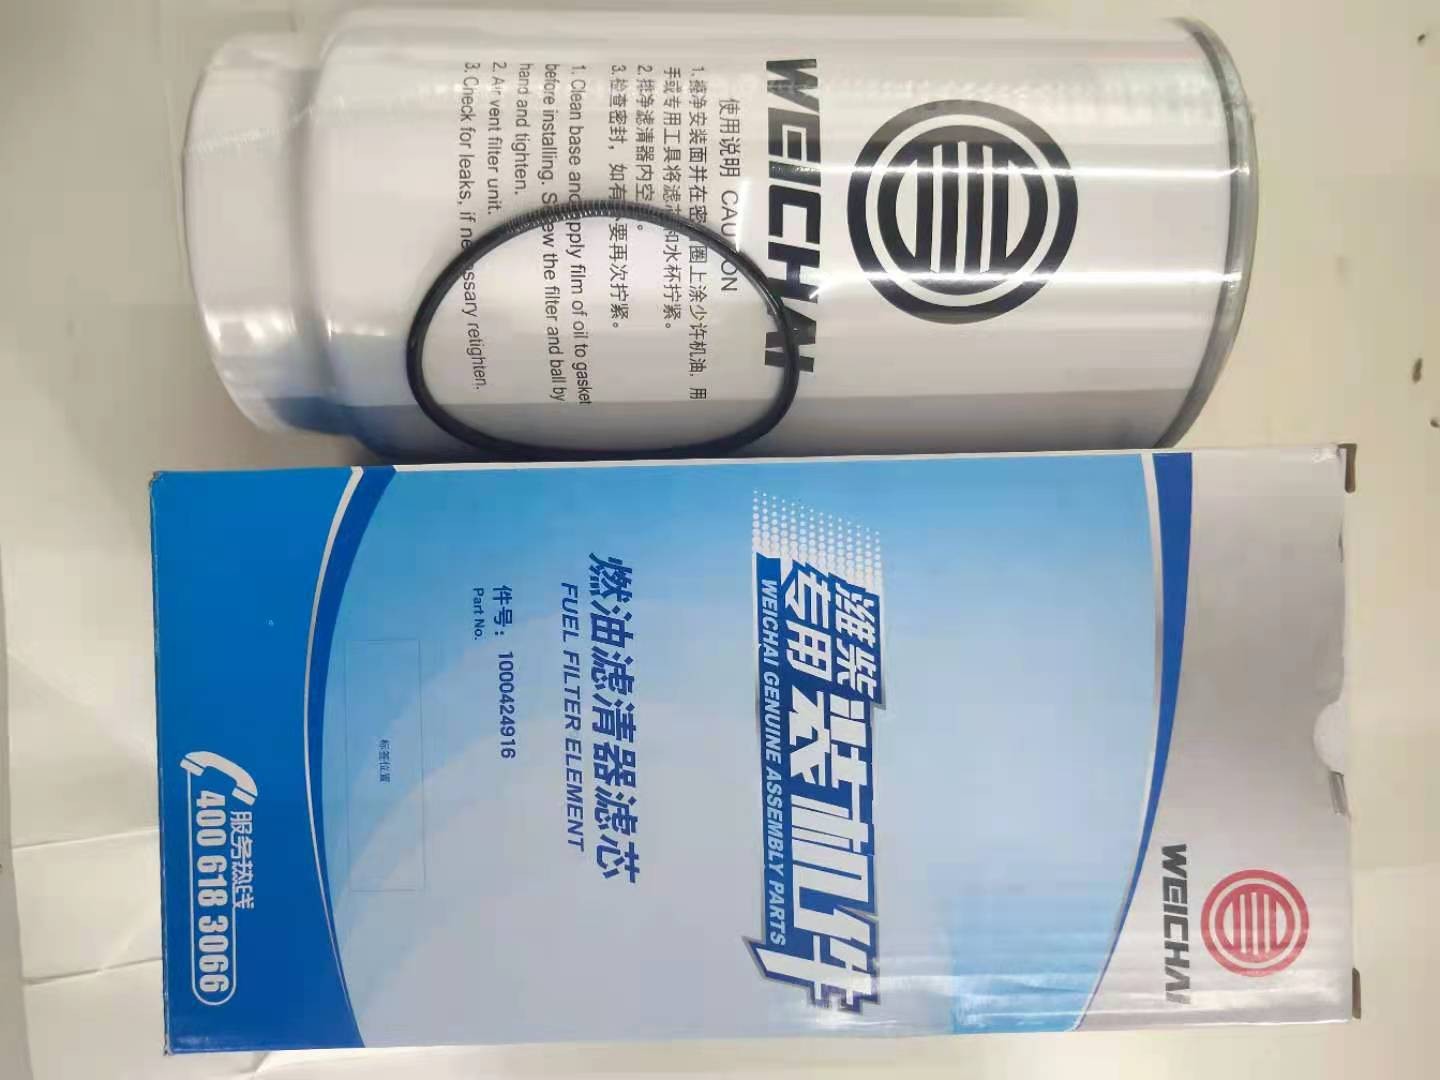 WEICHAI
使用说明 CAUTION
1. 擦净安装面并在密封圈上涂少许机油, 用
手或专用工具将滤芯和水杯拧紧。
2. 排净滤清器内空气。
3. 检查密封, 如有必要再次拧紧。
1. Clean base and apply film of oil to gasket
before installing. Screw the filter and ball by
hand and tighten.
2. Air vent filter unit.
3. Check for leaks, if necessary retighten.
WEICHAI
潍柴
专用
装机件
WEICHAI GENUINE ASSEMBLY PARTS
燃油滤清器滤芯
FUEL FILTER ELEMENT
件号: 1000424916
Part No.
标签位置
服务热线
400 618 3066